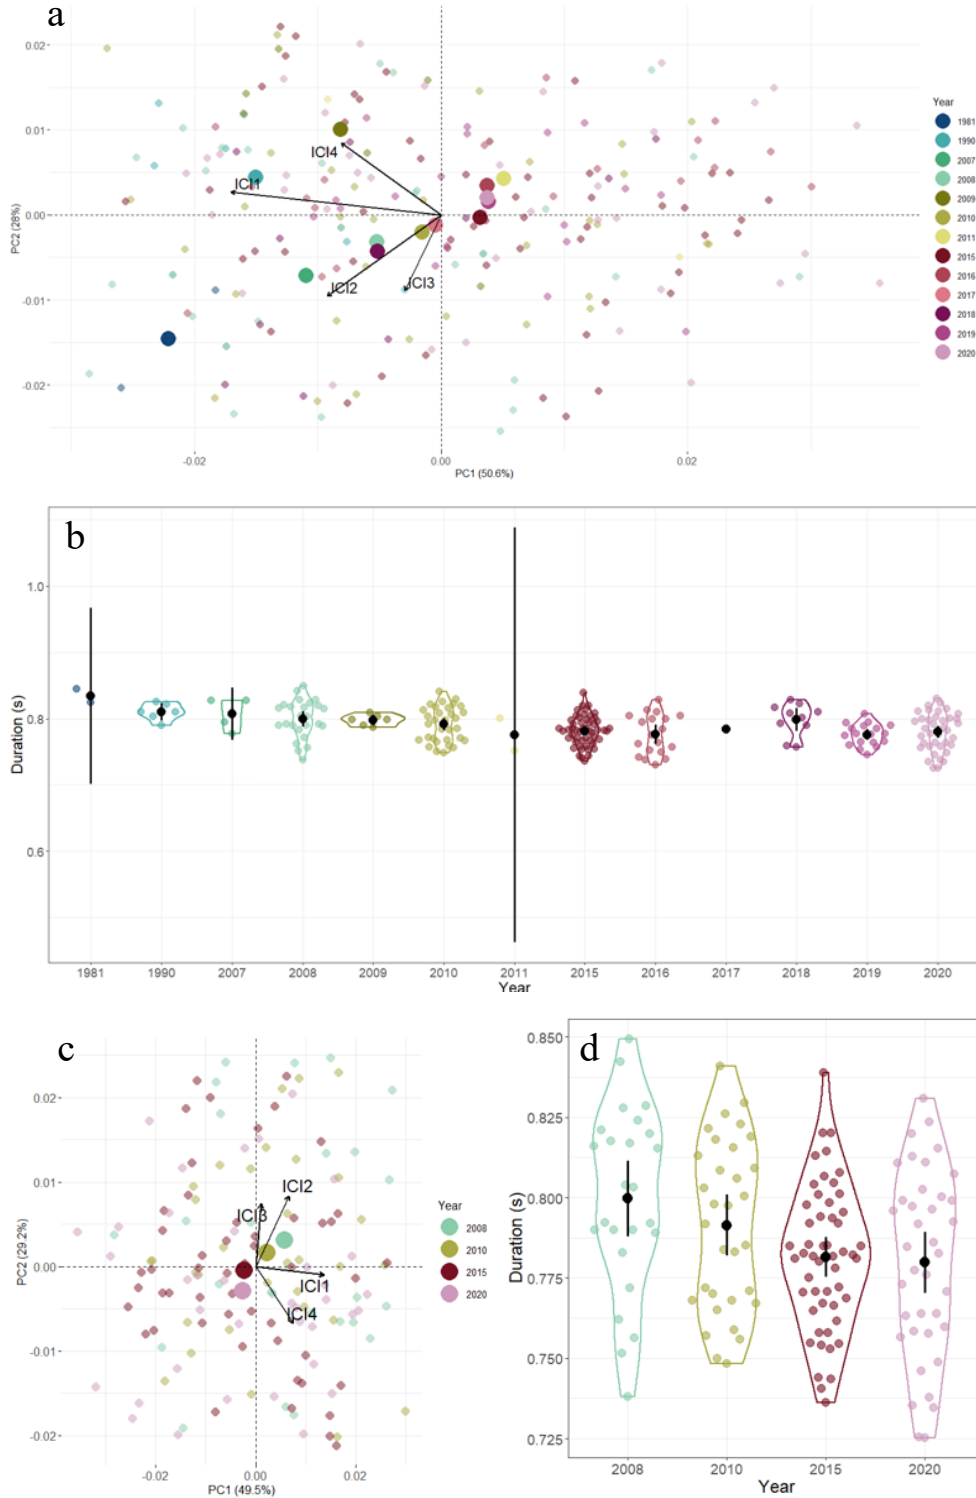 a
0.02
0.01
0.00
-0.01
-0.02
PC2 (28%)
ICI4
ICI1
ICI2
ICI3
-0.02
0.00
0.02
PC1 (50.6%)
Year
1981
1990
2007
2008
2009
2010
2011
2015
2016
2017
2018
2019
2020
b
1.0
0.8
0.6
Duration (s)
1981 1990 2007 2008 2009 2010 2011 2015 2016 2017 2018 2019 2020
Year
c
0.02
0.01
0.00
-0.01
-0.02
PC2 (29.2%)
ICI2
ICI3
ICI1
ICI4
-0.02
0.00
0.02
PC1 (49.5%)
Year
2008
2010
2015
2020
d
0.850
0.825
0.800
0.775
0.750
0.725
Duration (s)
2008 2010 2015 2020
Year